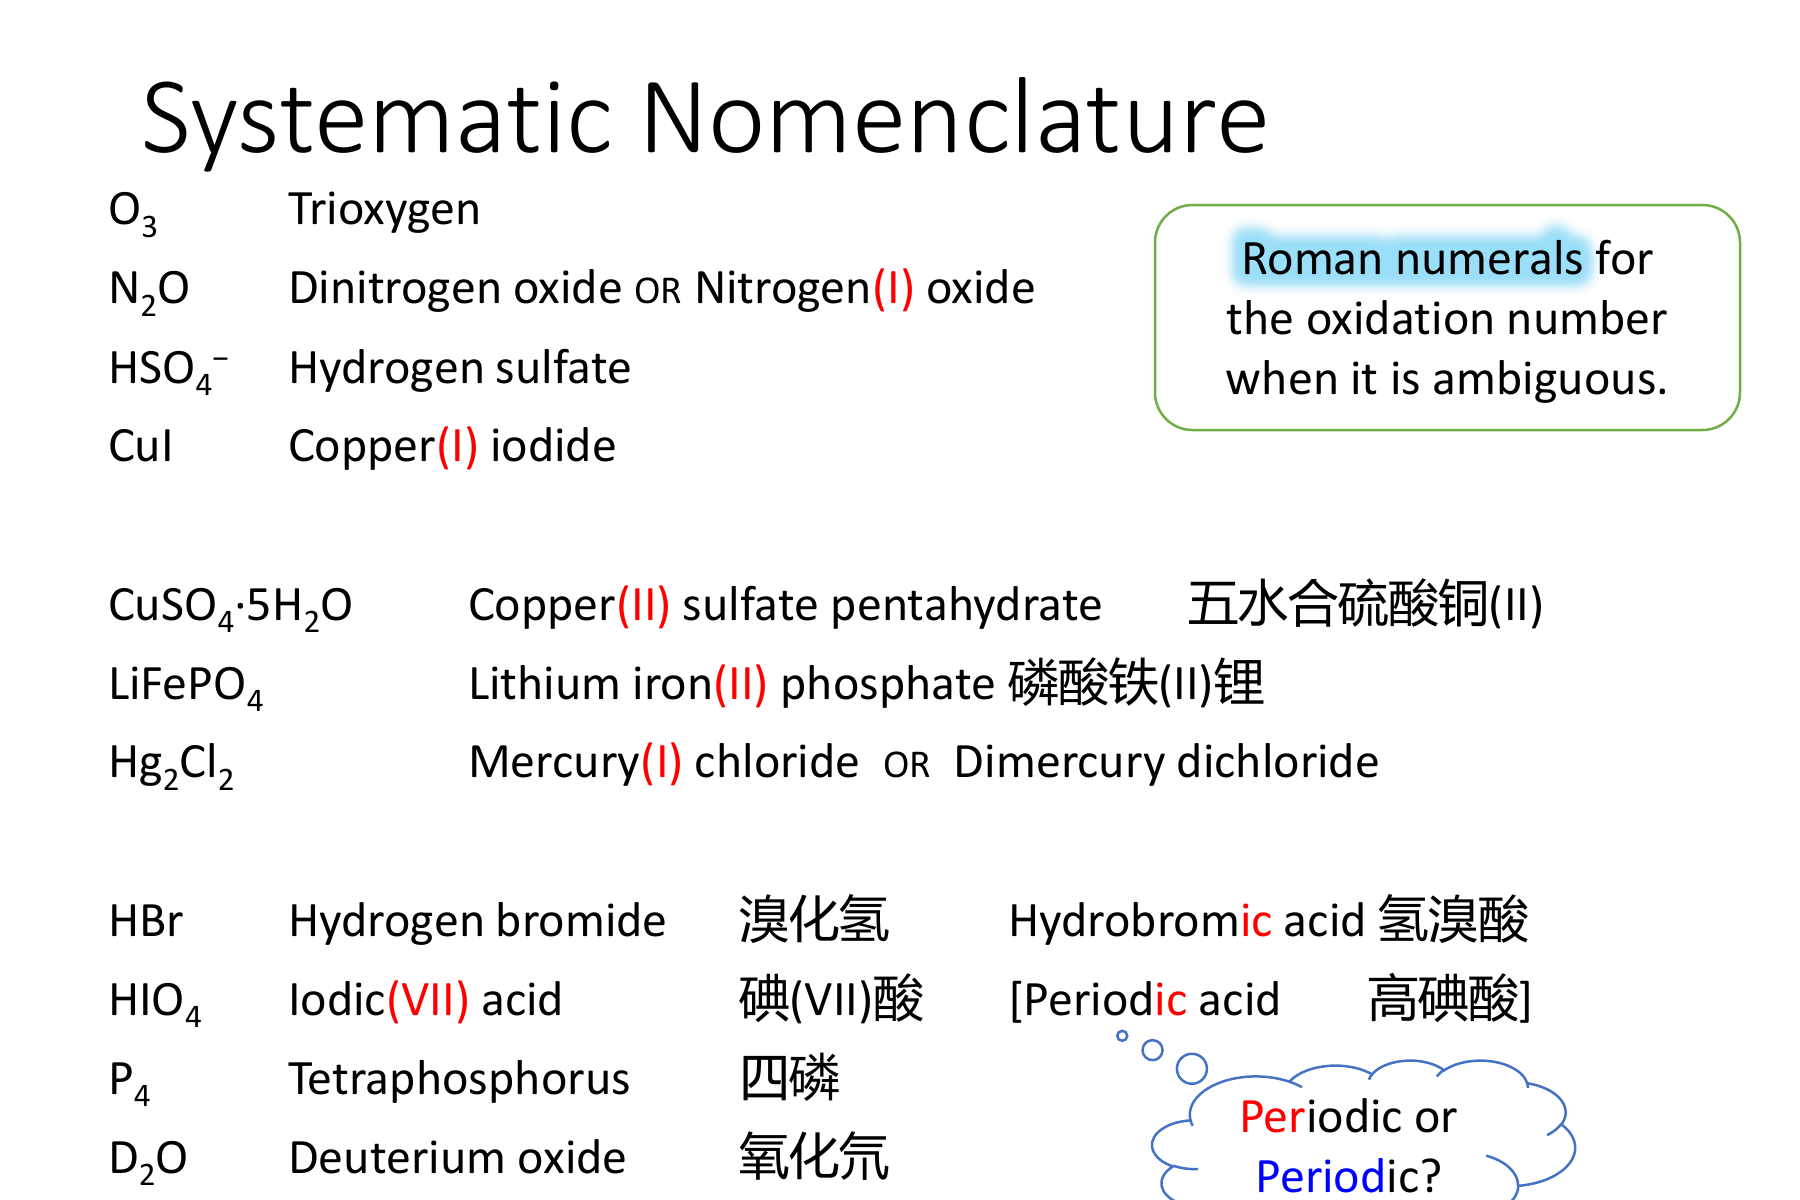 Systematic Nomenclature
O₃ Trioxygen
N₂O Dinitrogen oxide OR Nitrogen(I) oxide
HSO₄⁻ Hydrogen sulfate
CuI Copper(I) iodide
Roman numerals for
the oxidation number
when it is ambiguous.
CuSO₄·5H₂O Copper(II) sulfate pentahydrate 五水合硫酸铜(II)
LiFePO₄ Lithium iron(II) phosphate 磷酸铁(II)锂
Hg₂Cl₂ Mercury(I) chloride OR Dimercury dichloride
HBr Hydrogen bromide 溴化氢 Hydrobromic acid 氢溴酸
HIO₄ Iodic(VII) acid 碘(VII)酸 [Periodic acid 高碘酸]
P₄ Tetraphosphorus 四磷
D₂O Deuterium oxide 氧化氘
Periodic or
Periodic?